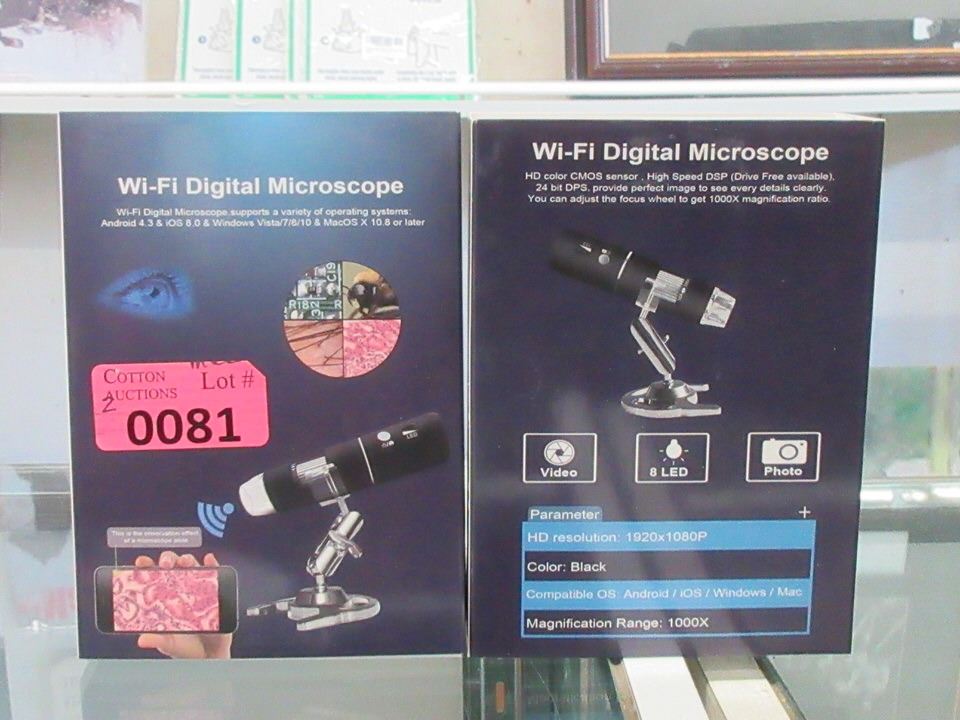 Wi-Fi Digital Microscope
Wi-Fi Digital Microscope,supports a variety of operating systems:
Android 4.3 & iOS 8.0 & Windows Vista/7/8/10 & MacOS X 10.8 or later
R18
C19
32
R
COTTON
AUCTIONS
Lot #
2
0081
LED
This is the observation effect
of a microscope slide
Wi-Fi Digital Microscope
HD color CMOS sensor , High Speed DSP (Drive Free available),
24 bit DPS, provide perfect image to see every details clearly.
You can adjust the focus wheel to get 1000X magnification ratio.
Video
8 LED
Photo
Parameter
+
HD resolution: 1920x1080P
Color: Black
Compatible OS: Android / iOS / Windows / Mac
Magnification Range: 1000X